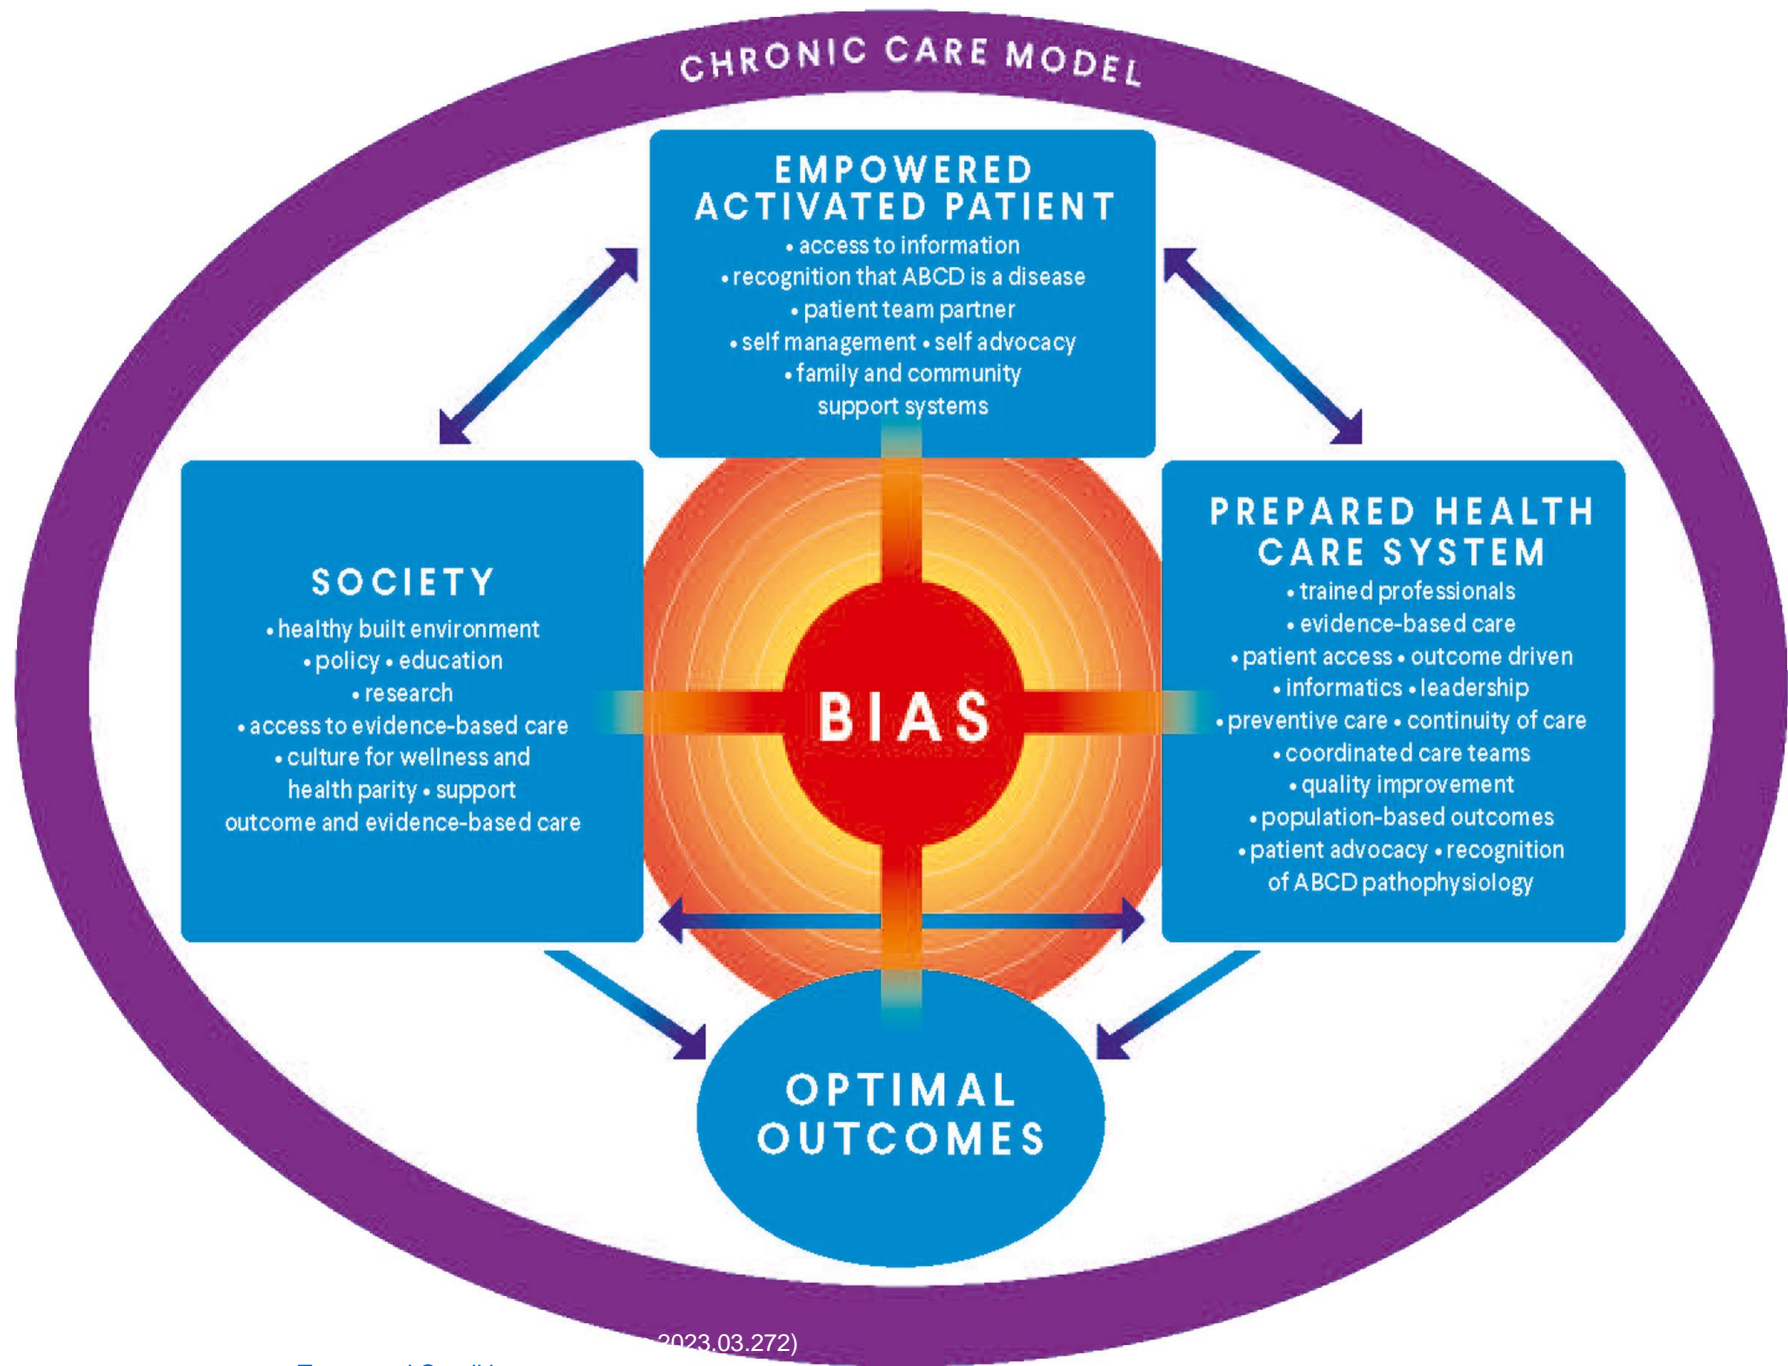 CHRONIC CARE MODEL
EMPOWERED
ACTIVATED PATIENT
• access to information
• recognition that ABCD is a disease
• patient team partner
• self management • self advocacy
• family and community
support systems
SOCIETY
• healthy built environment
• policy • education
• research
• access to evidence-based care
• culture for wellness and
health parity • support
outcome and evidence-based care
BIAS
PREPARED HEALTH
CARE SYSTEM
• trained professionals
• evidence-based care
• patient access • outcome driven
• informatics • leadership
• preventive care • continuity of care
• coordinated care teams
• quality improvement
• population-based outcomes
• patient advocacy • recognition
of ABCD pathophysiology
OPTIMAL
OUTCOMES
2023.03.272)